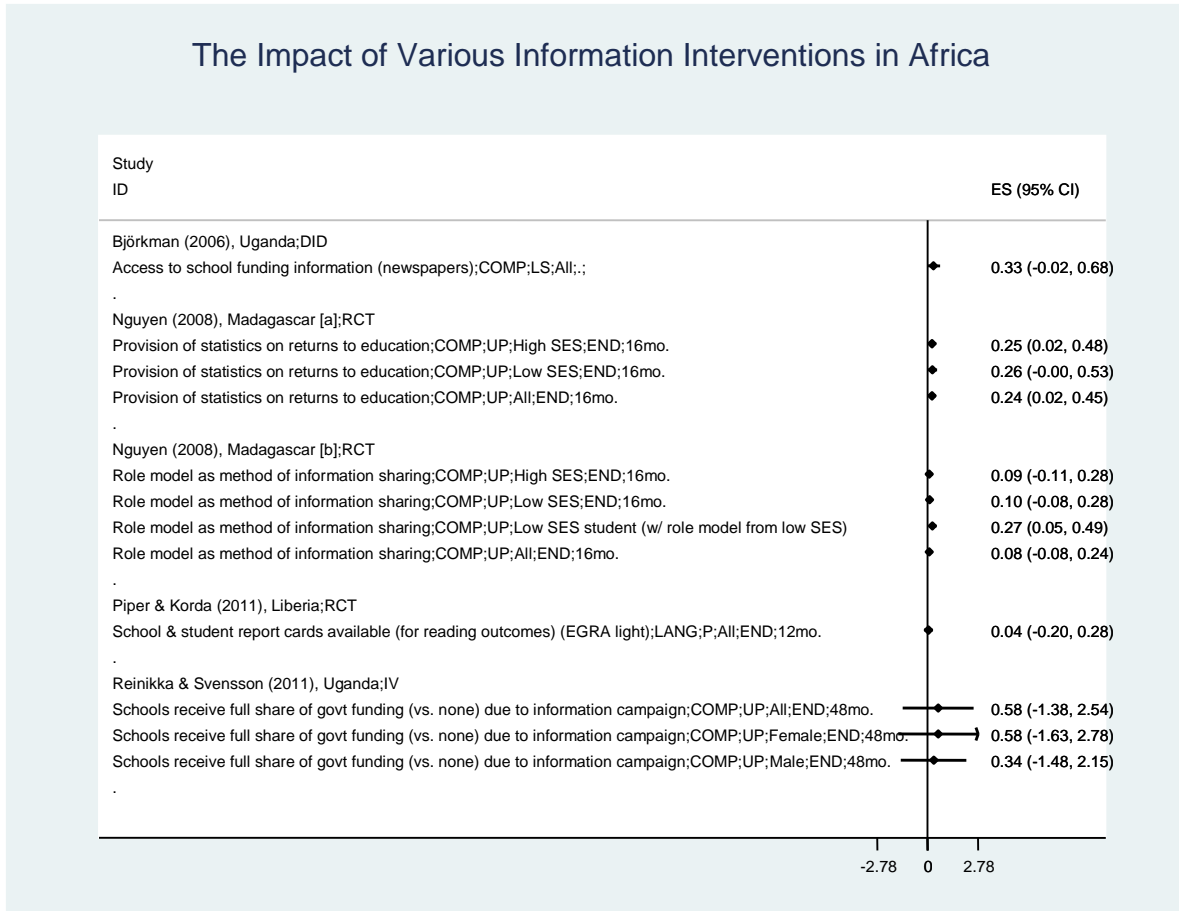 The Impact of Various Information Interventions in Africa
Study
ID ES (95% CI)
Björkman (2006), Uganda;DID
Access to school funding information (newspapers);COMP;LS;All;.; 0.33 (-0.02, 0.68)
.
Nguyen (2008), Madagascar [a];RCT
Provision of statistics on returns to education;COMP;UP;High SES;END;16mo. 0.25 (0.02, 0.48)
Provision of statistics on returns to education;COMP;UP;Low SES;END;16mo. 0.26 (-0.00, 0.53)
Provision of statistics on returns to education;COMP;UP;All;END;16mo. 0.24 (0.02, 0.45)
.
Nguyen (2008), Madagascar [b];RCT
Role model as method of information sharing;COMP;UP;High SES;END;16mo. 0.09 (-0.11, 0.28)
Role model as method of information sharing;COMP;UP;Low SES;END;16mo. 0.10 (-0.08, 0.28)
Role model as method of information sharing;COMP;UP;Low SES student (w/ role model from low SES) 0.27 (0.05, 0.49)
Role model as method of information sharing;COMP;UP;All;END;16mo. 0.08 (-0.08, 0.24)
.
Piper & Korda (2011), Liberia;RCT
School & student report cards available (for reading outcomes) (EGRA light);LANG;P;All;END;12mo. 0.04 (-0.20, 0.28)
.
Reinikka & Svensson (2011), Uganda;IV
Schools receive full share of govt funding (vs. none) due to information campaign;COMP;UP;All;END;48mo. 0.58 (-1.38, 2.54)
Schools receive full share of govt funding (vs. none) due to information campaign;COMP;UP;Female;END;48mo. 0.58 (-1.63, 2.78)
Schools receive full share of govt funding (vs. none) due to information campaign;COMP;UP;Male;END;48mo. 0.34 (-1.48, 2.15)
.
-2.78 0 2.78